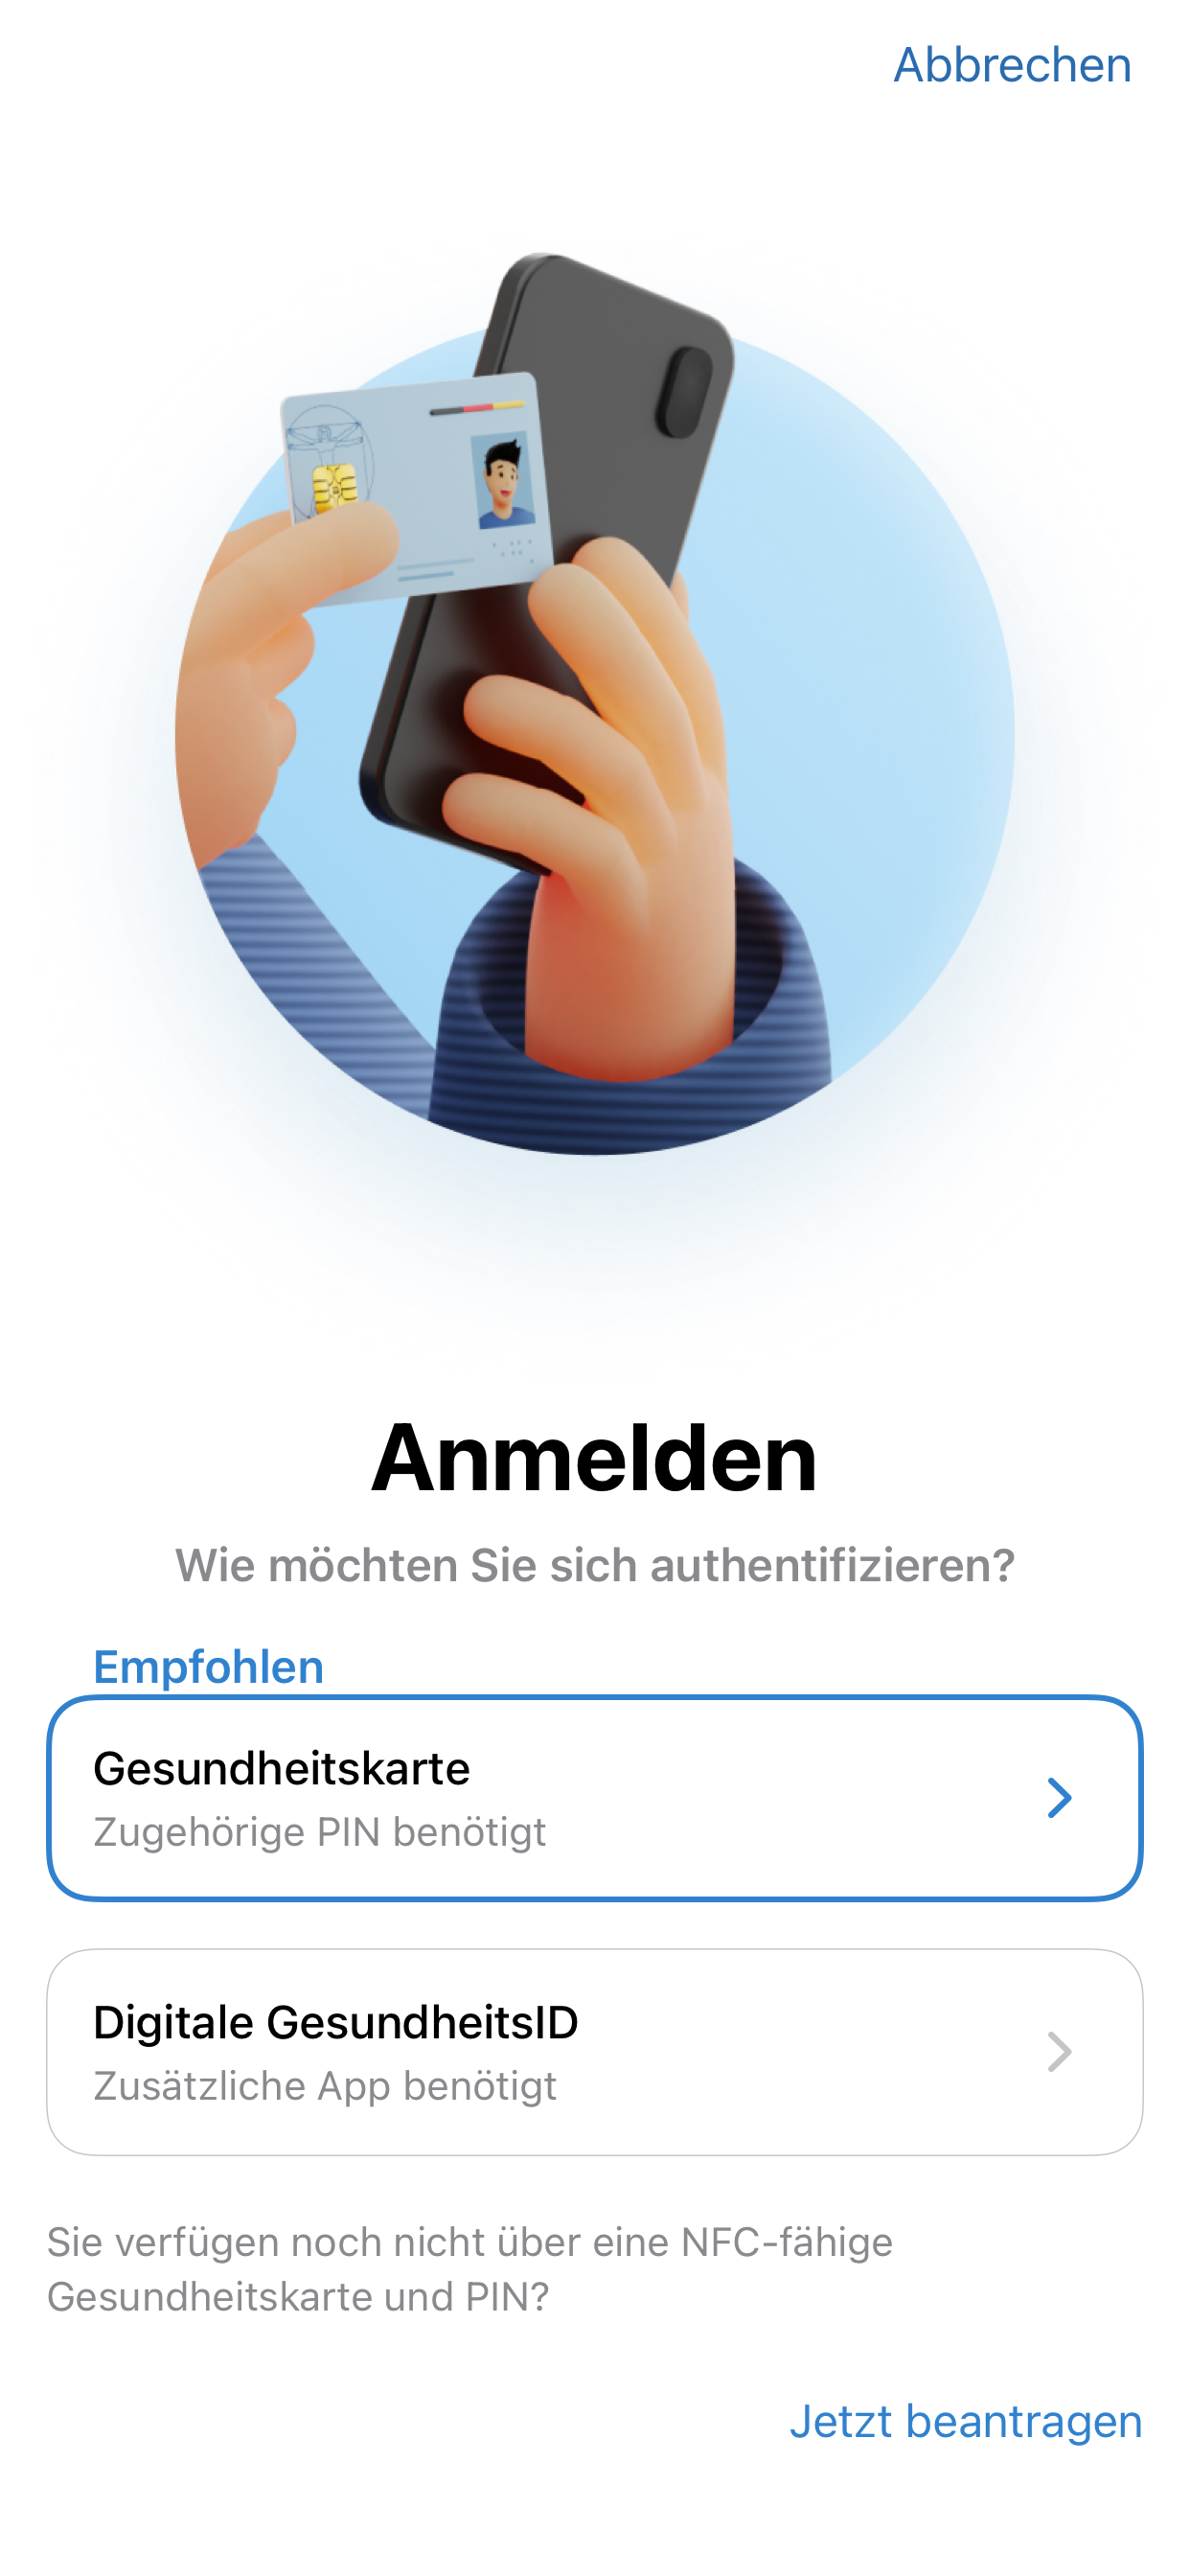 Abbrechen
Anmelden
Wie möchten Sie sich authentifizieren?
Empfohlen
Gesundheitskarte
Zugehörige PIN benötigt
Digitale GesundheitsID
Zusätzliche App benötigt
Sie verfügen noch nicht über eine NFC-fähige
Gesundheitskarte und PIN?
Jetzt beantragen